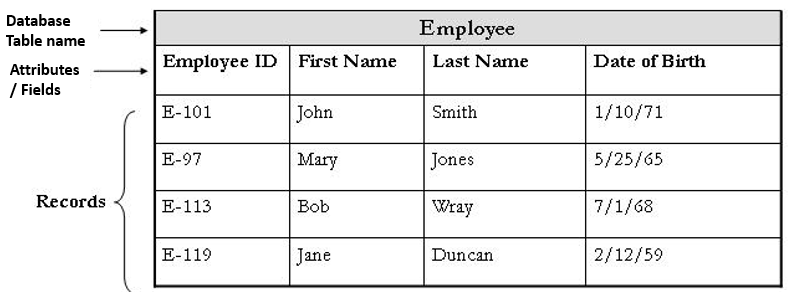 Database
Table name
Employee
Attributes
/ Fields
Employee ID First Name Last Name Date of Birth
Records
E-101 John Smith 1/10/71
E-97 Mary Jones 5/25/65
E-113 Bob Wray 7/1/68
E-119 Jane Duncan 2/12/59